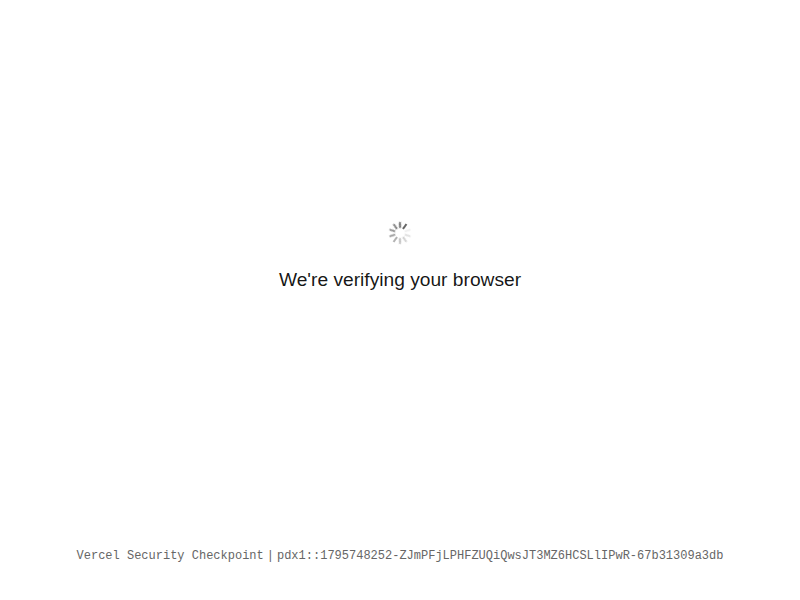 We're verifying your browser
Vercel Security Checkpoint | pdx1::1795748252-ZJmPFjLPHFZUQiQwsJT3MZ6HCSLlIPwR-67b31309a3db